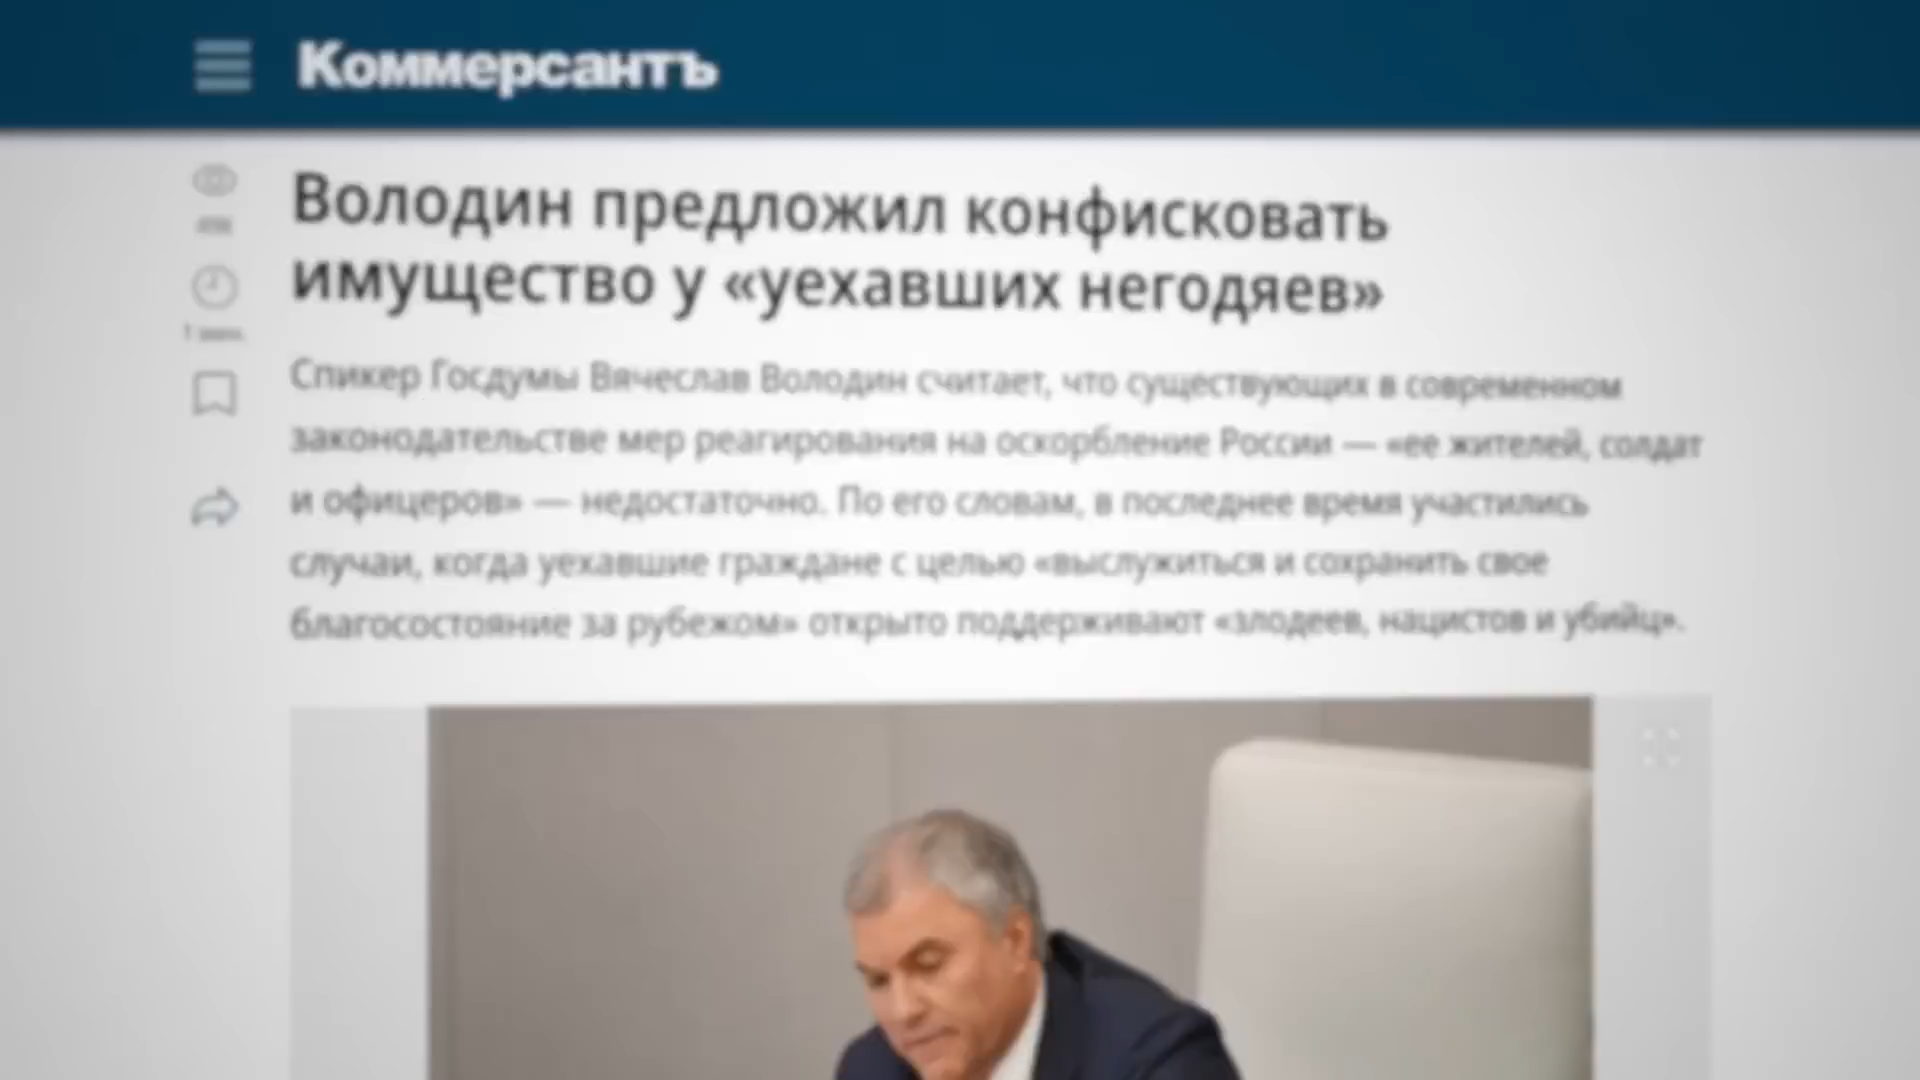 Коммерсантъ
Володин предложил конфисковать
имущество у «уехавших негодяев»
Спикер Госдумы Вячеслав Володин считает, что существующих в современном
законодательстве мер реагирования на оскорбление России — «ее жителей, солдат
и офицеров» — недостаточно. По его словам, в последнее время участились
случаи, когда уехавшие граждане с целью «выслужиться и сохранить свое
благосостояние за рубежом» открыто поддерживают «злодеев, нацистов и убийц».